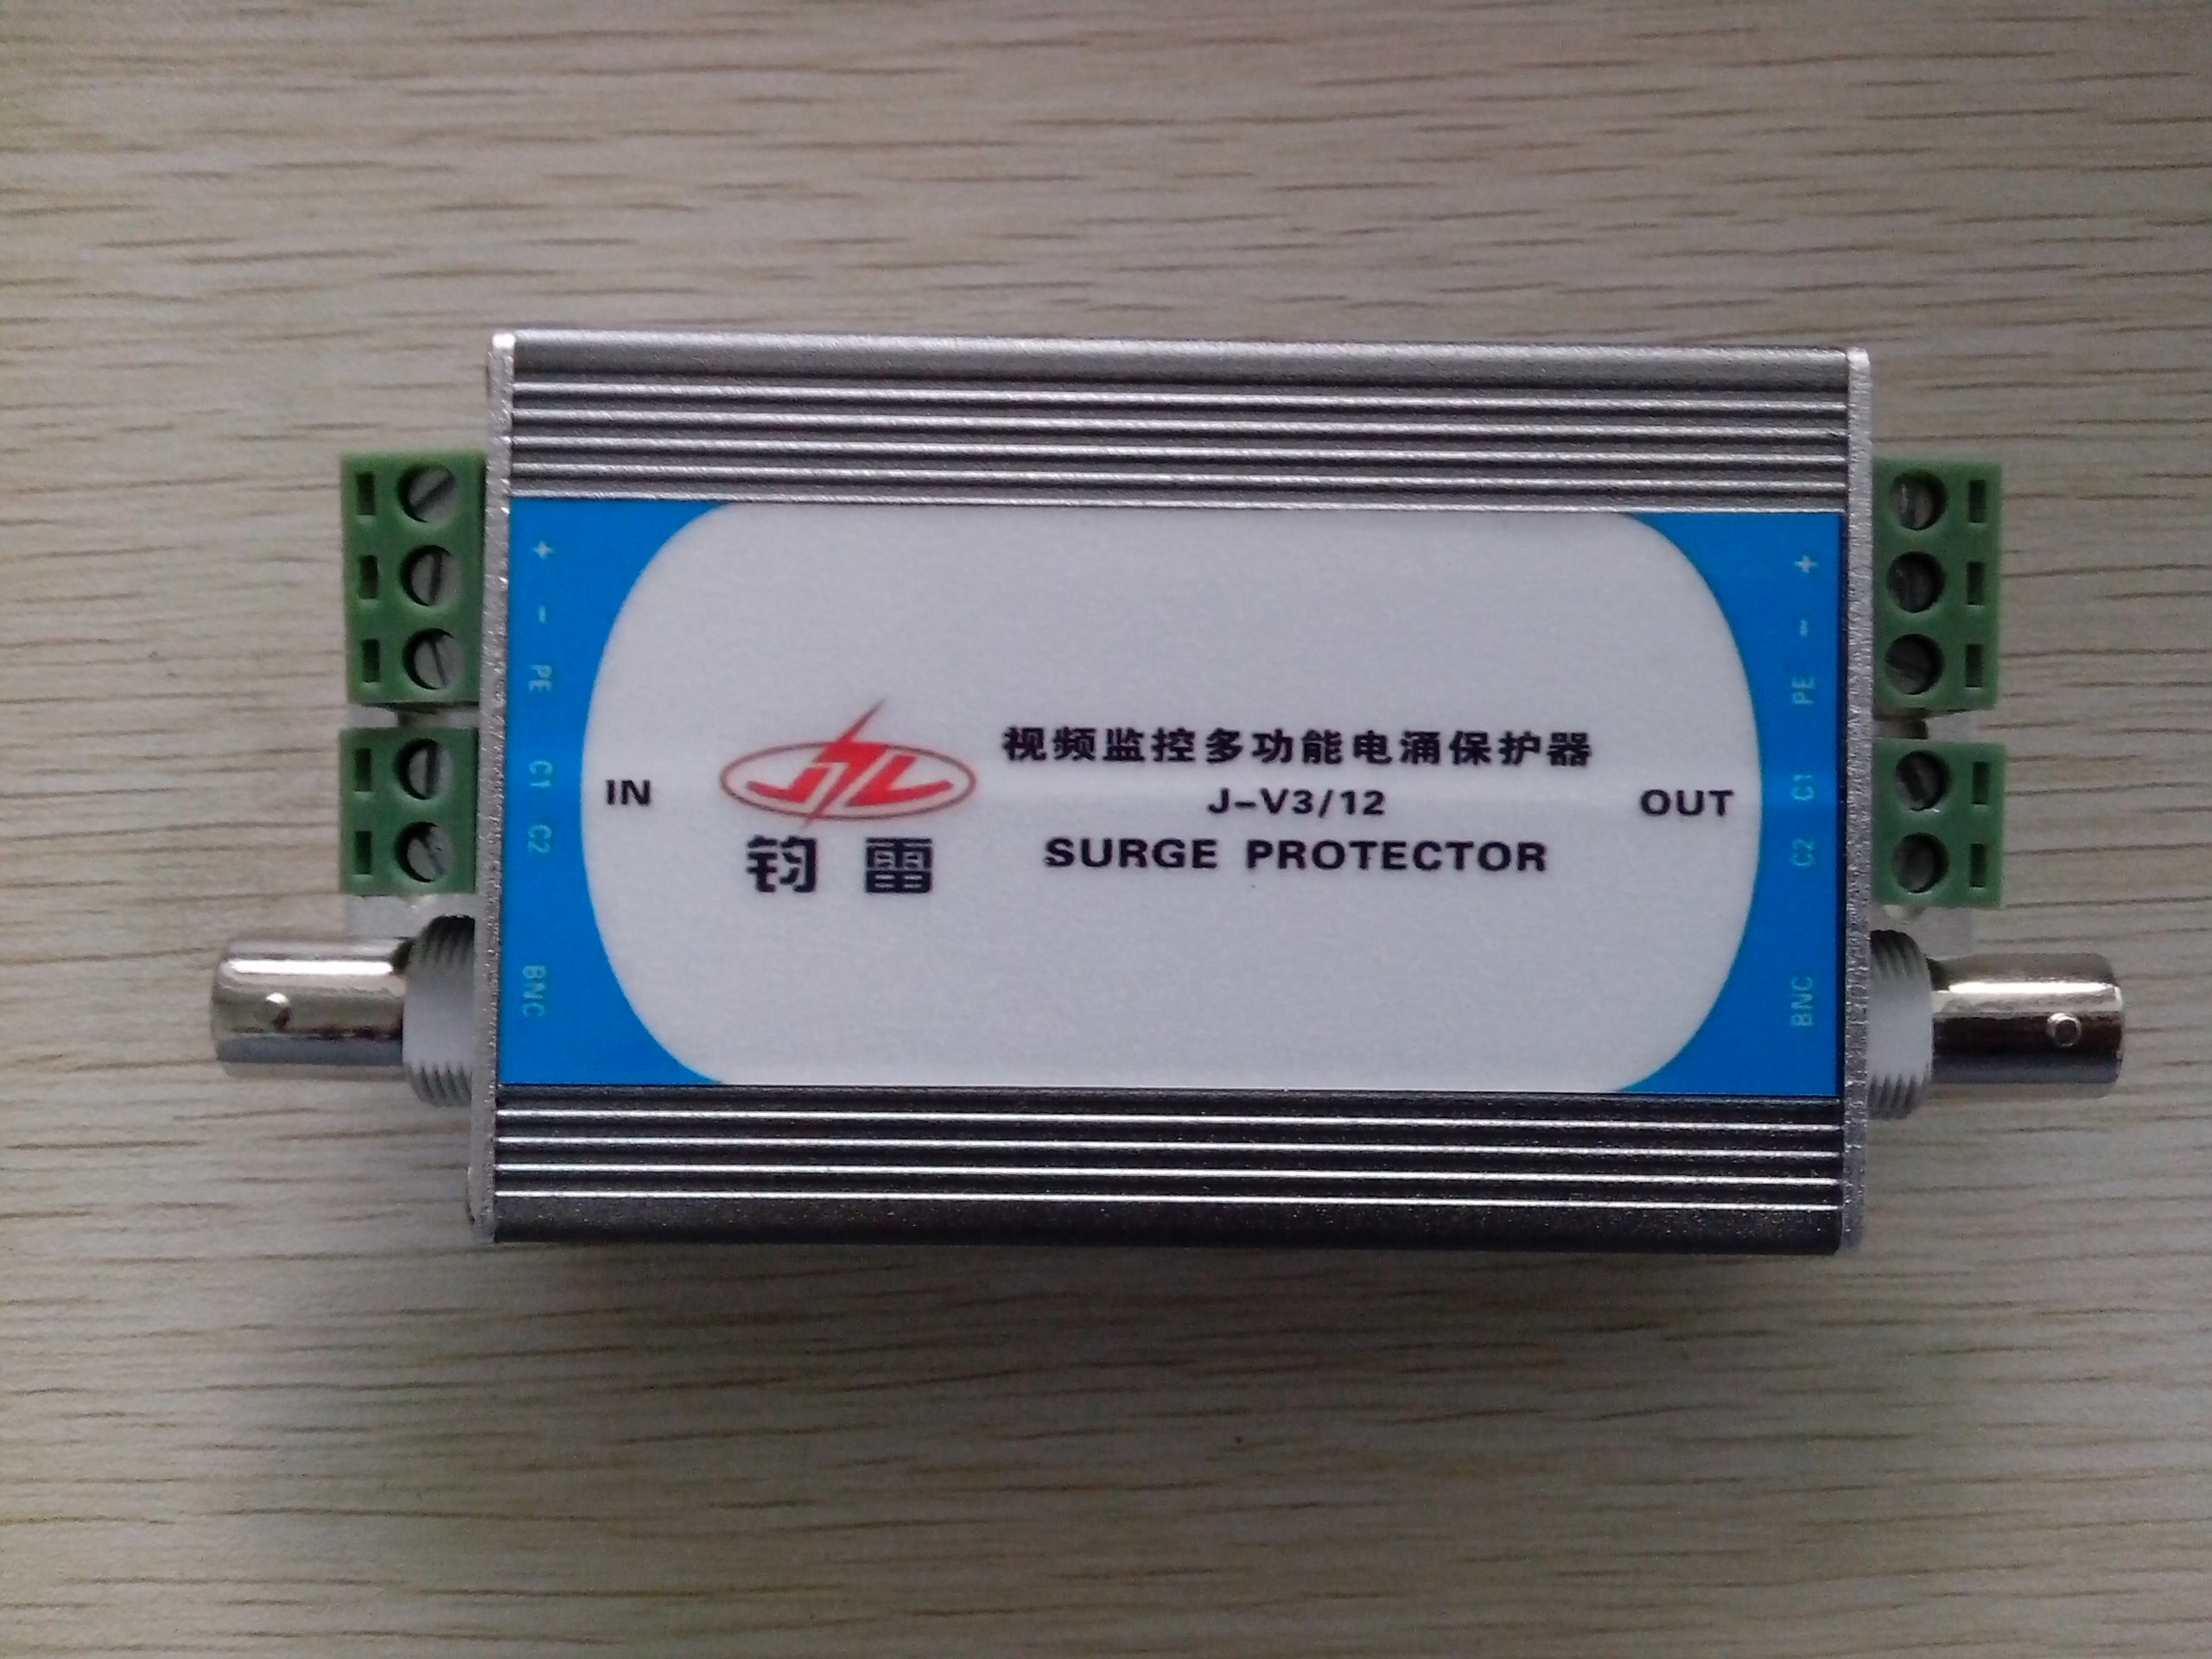 +
-
PE
C1
C2
BNC
IN
JL
钧雷
视频监控多功能电涌保护器
J-V3/12
SURGE PROTECTOR
OUT
+
-
PE
C1
C2
BNC